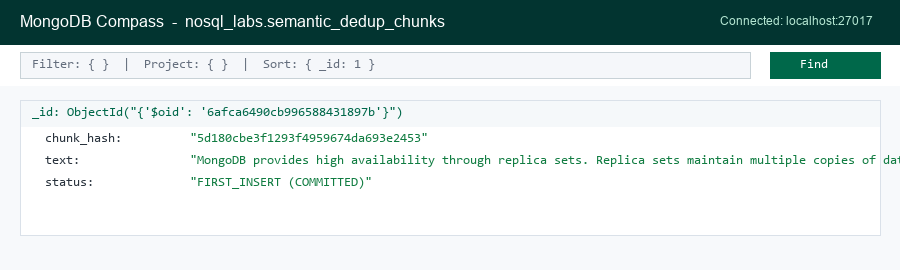 MongoDB Compass - nosql_labs.semantic_dedup_chunks Connected: localhost:27017
Filter: { } | Project: { } | Sort: { _id: 1 } Find
_id: ObjectId("{'$oid': '6afca6490cb996588431897b'}")
chunk_hash: "5d180cbe3f1293f4959674da693e2453"
text: "MongoDB provides high availability through replica sets. Replica sets maintain multiple copies of
status: "FIRST_INSERT (COMMITTED)"